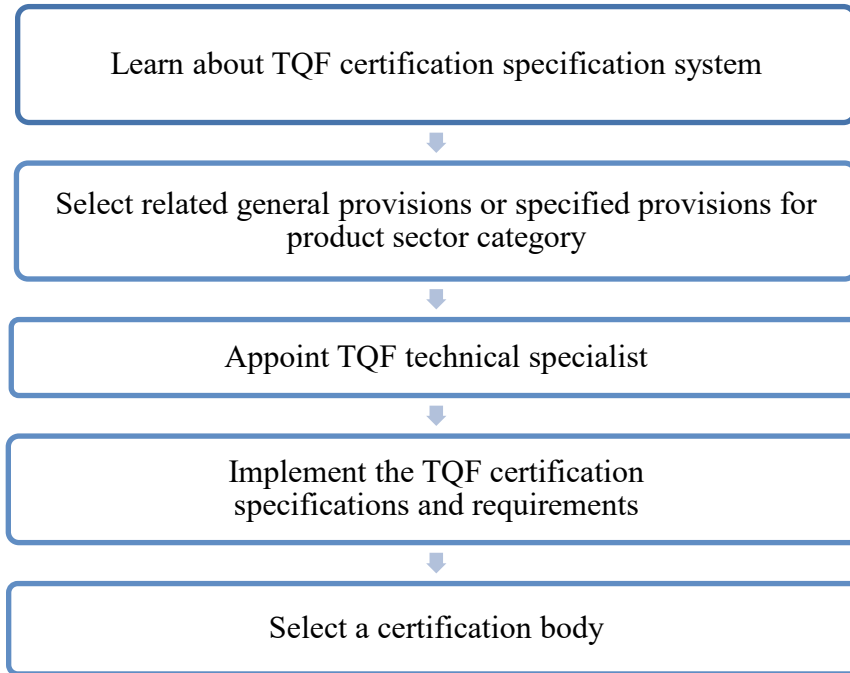 Learn about TQF certification specification system
Select related general provisions or specified provisions for
product sector category
Appoint TQF technical specialist
Implement the TQF certification
specifications and requirements
Select a certification body